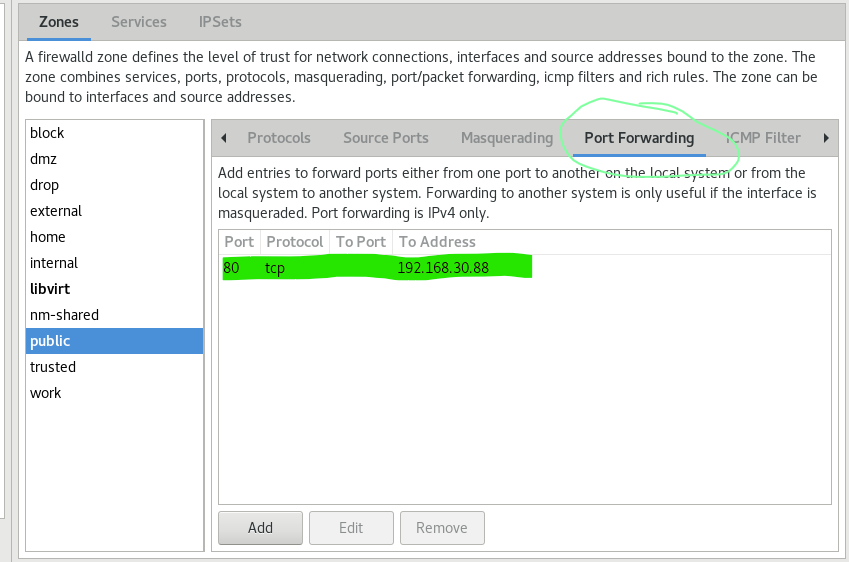 Zones Services IPSets
A firewalld zone defines the level of trust for network connections, interfaces and source addresses bound to the zone. The
zone combines services, ports, protocols, masquerading, port/packet forwarding, icmp filters and rich rules. The zone can be
bound to interfaces and source addresses.
block
dmz
drop
external
home
internal
libvirt
nm-shared
public
trusted
work
Protocols Source Ports Masquerading Port Forwarding ICMP Filter
Add entries to forward ports either from one port to another on the local system or from the
local system to another system. Forwarding to another system is only useful if the interface is
masqueraded. Port forwarding is IPv4 only.
Port Protocol To Port To Address
80 tcp 192.168.30.88
Add Edit Remove